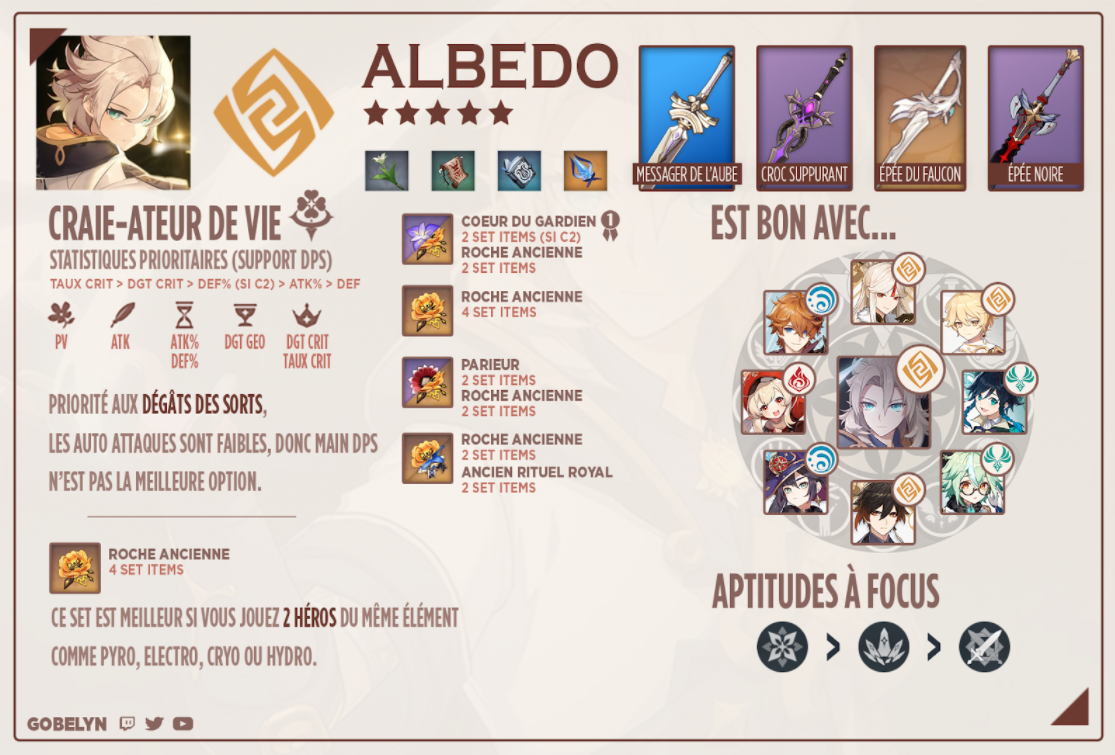 ALBEDO
MESSAGER DE L'AUBE
CROC SUPPURANT
ÉPÉE DU FAUCON
ÉPÉE NOIRE
CRAIE-ATEUR DE VIE
STATISTIQUES PRIORITAIRES (SUPPORT DPS)
TAUX CRIT > DGT CRIT > DEF% (SI C2) > ATK% > DEF
PV
ATK
ATK%
DEF%
DGT GEO
DGT CRIT
TAUX CRIT
PRIORITÉ AUX DÉGÂTS DES SORTS,
LES AUTO ATTAQUES SONT FAIBLES, DONC MAIN DPS
N'EST PAS LA MEILLEURE OPTION.
COEUR DU GARDIEN 1
2 SET ITEMS (SI C2)
ROCHE ANCIENNE
2 SET ITEMS
ROCHE ANCIENNE
4 SET ITEMS
PARIEUR
2 SET ITEMS
ROCHE ANCIENNE
2 SET ITEMS
ROCHE ANCIENNE
2 SET ITEMS
ANCIEN RITUEL ROYAL
2 SET ITEMS
ROCHE ANCIENNE
4 SET ITEMS
CE SET EST MEILLEUR SI VOUS JOUEZ 2 HÉROS DU MÊME ÉLÉMENT
COMME PYRO, ELECTRO, CRYO OU HYDRO.
EST BON AVEC...
APTITUDES À FOCUS
> >
GOBELYN